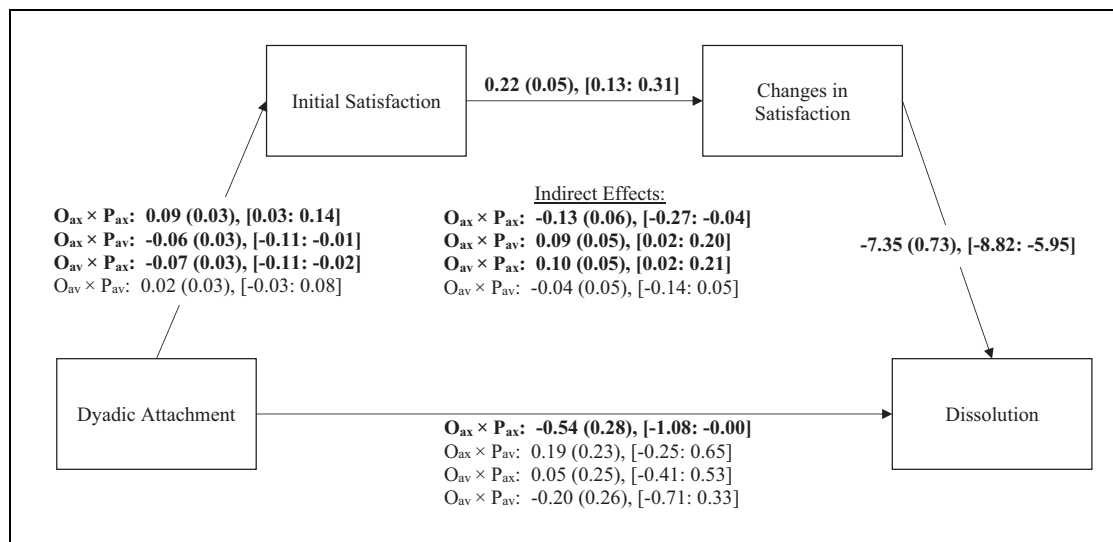 Initial Satisfaction
0.22 (0.05), [0.13: 0.31]
Changes in
Satisfaction
Oax × Pax: 0.09 (0.03), [0.03: 0.14]
Oax × Pav: -0.06 (0.03), [-0.11: -0.01]
Oav × Pax: -0.07 (0.03), [-0.11: -0.02]
Oav × Pav: 0.02 (0.03), [-0.03: 0.08]
Indirect Effects:
Oax × Pax: -0.13 (0.06), [-0.27: -0.04]
Oax × Pav: 0.09 (0.05), [0.02: 0.20]
Oav × Pax: 0.10 (0.05), [0.02: 0.21]
Oav × Pav: -0.04 (0.05), [-0.14: 0.05]
-7.35 (0.73), [-8.82: -5.95]
Dyadic Attachment
Dissolution
Oax × Pax: -0.54 (0.28), [-1.08: -0.00]
Oax × Pav: 0.19 (0.23), [-0.25: 0.65]
Oav × Pax: 0.05 (0.25), [-0.41: 0.53]
Oav × Pav: -0.20 (0.26), [-0.71: 0.33]